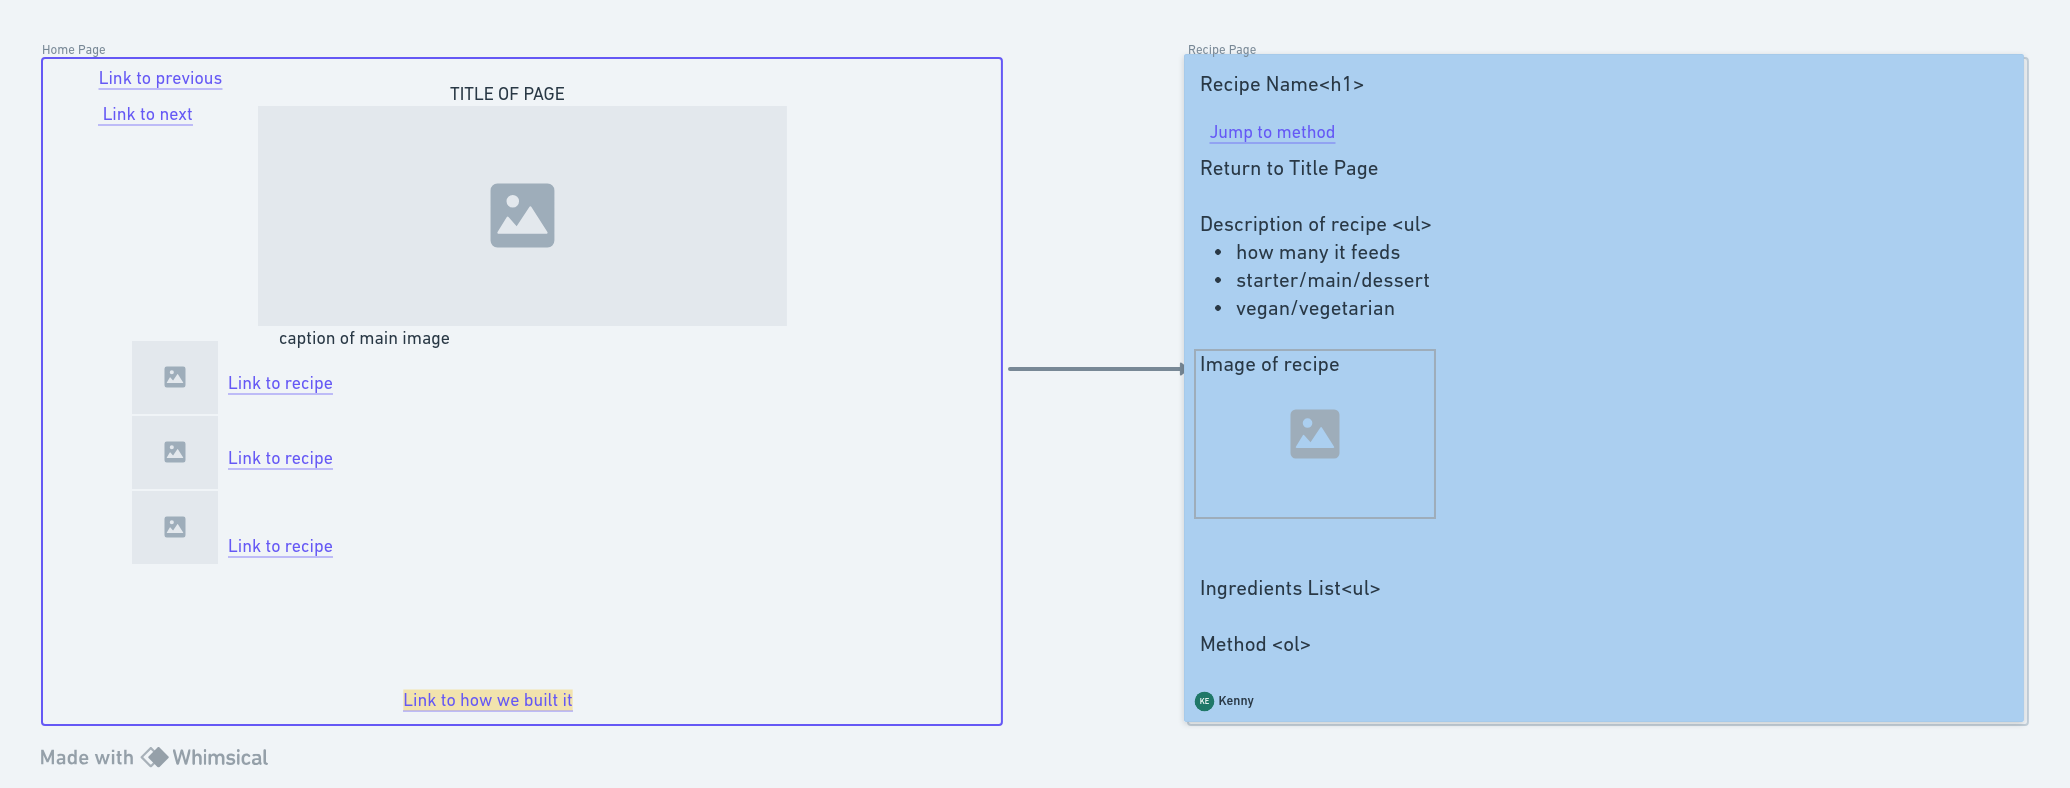 Home Page
Link to previous
Link to next
TITLE OF PAGE
caption of main image
Link to recipe
Link to recipe
Link to recipe
Link to how we built it
Recipe Page
Recipe Name<h1>
Jump to method
Return to Title Page
Description of recipe <ul>
• how many it feeds
• starter/main/dessert
• vegan/vegetarian
Image of recipe
Ingredients List<ul>
Method <ol>
KE Kenny
Made with Whimsical